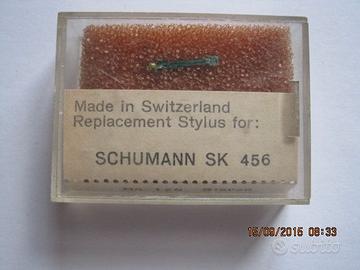 Made in Switzerland
Replacement Stylus for:
SCHUMANN SK 456
15/09/2015 08:33
subito